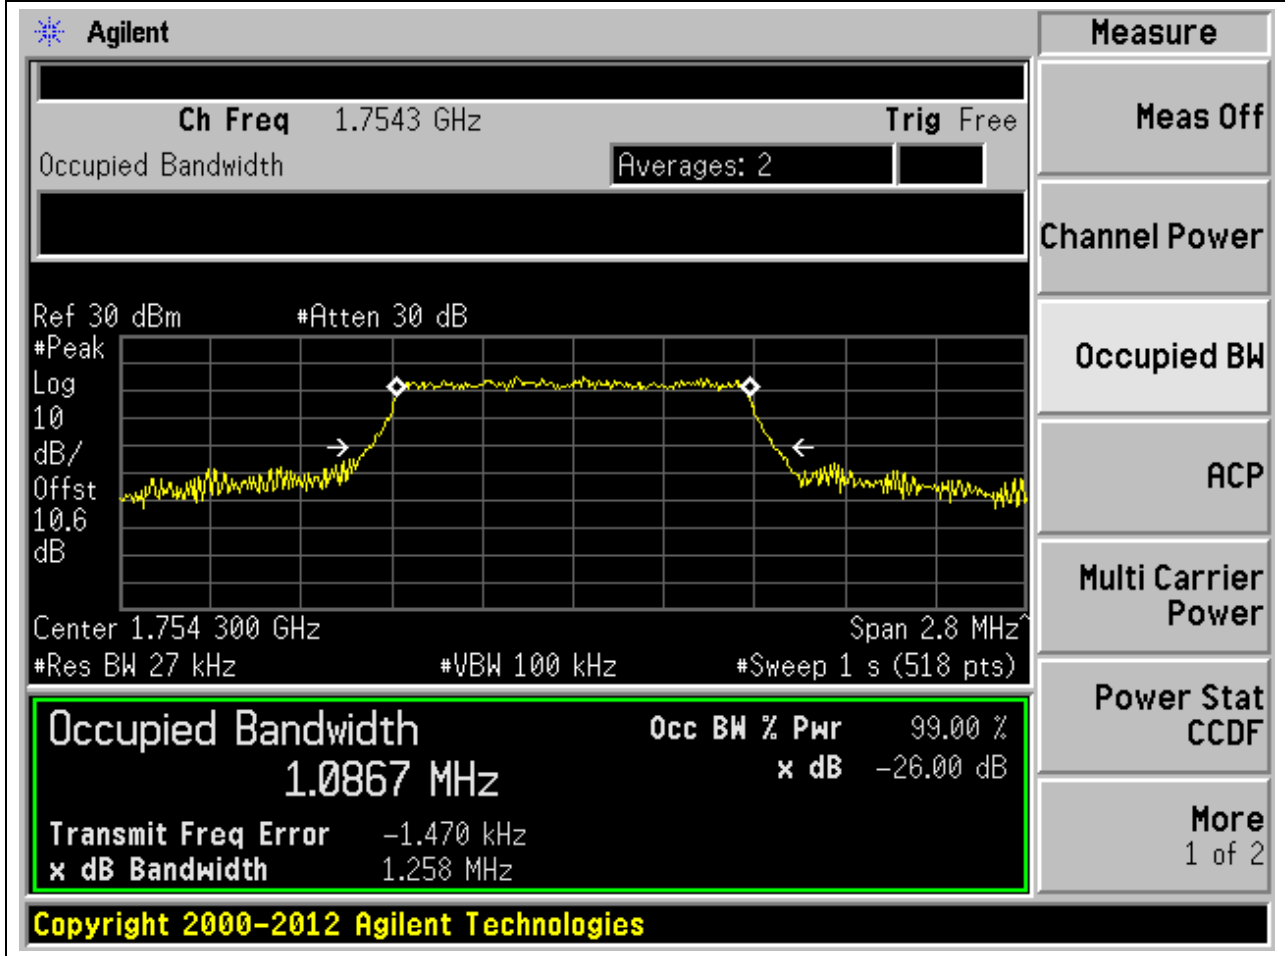 Agilent
Measure
Ch Freq 1.7543 GHz Trig Free
Occupied Bandwidth Averages: 2
Meas Off
Channel Power
Occupied BW
ACP
Multi Carrier
Power
Power Stat
CCDF
More
1 of 2
Ref 30 dBm #Atten 30 dB
#Peak
Log
10
dB/
Offst
10.6
dB
Center 1.754 300 GHz Span 2.8 MHz^
#Res BW 27 kHz #VBW 100 kHz #Sweep 1 s (518 pts)
Occupied Bandwidth Occ BW % Pwr 99.00 %
1.0867 MHz x dB -26.00 dB
Transmit Freq Error -1.470 kHz
x dB Bandwidth 1.258 MHz
Copyright 2000-2012 Agilent Technologies